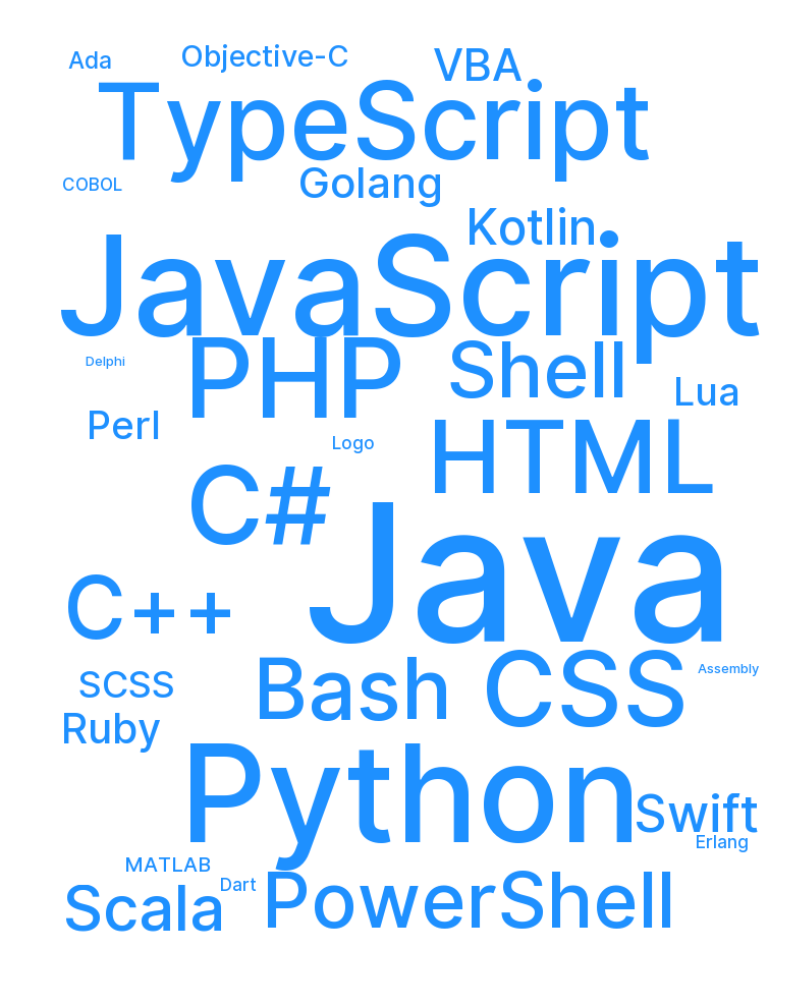 Ada
Objective-C
VBA
TypeScript
COBOL
Golang
Kotlin
JavaScript
Delphi
PHP
Shell
Lua
Perl
Logo
HTML
C#
Java
C++
SCSS
Bash
CSS
Assembly
Ruby
Python
Swift
Erlang
MATLAB
Scala
Dart
PowerShell